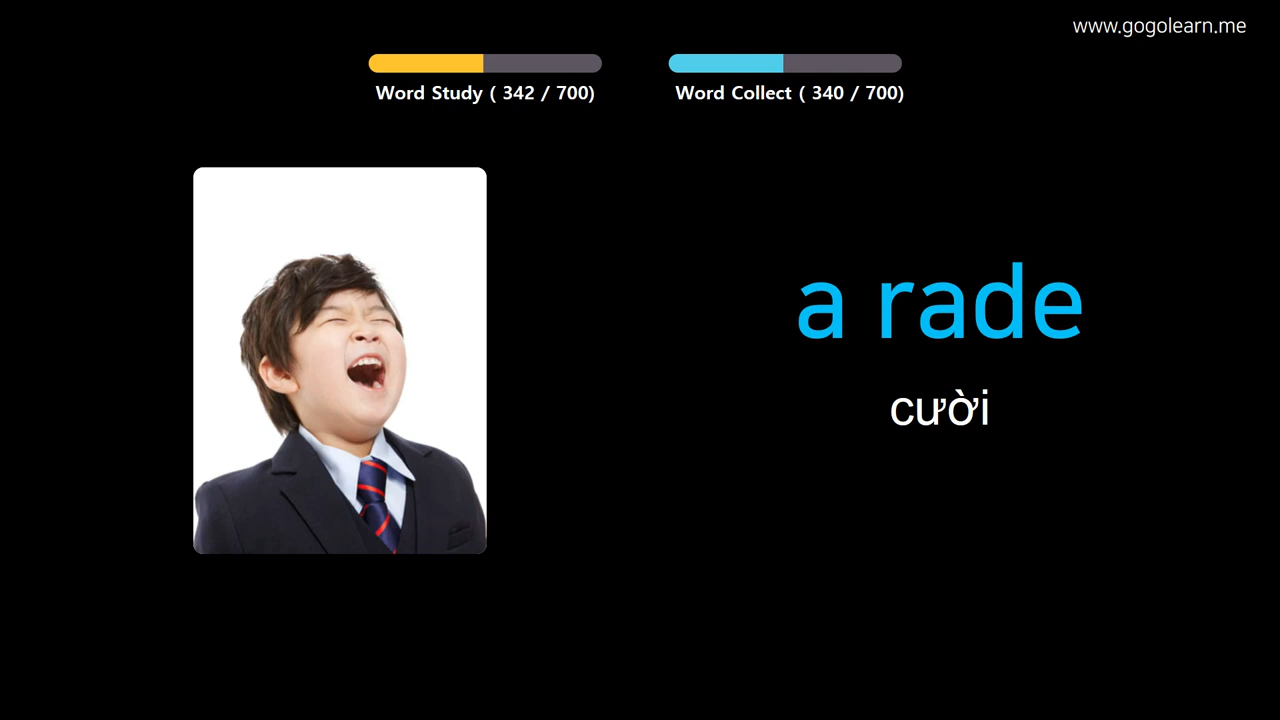 www.gogolearn.me
Word Study ( 342 / 700)
Word Collect ( 340 / 700)
a rade
cười